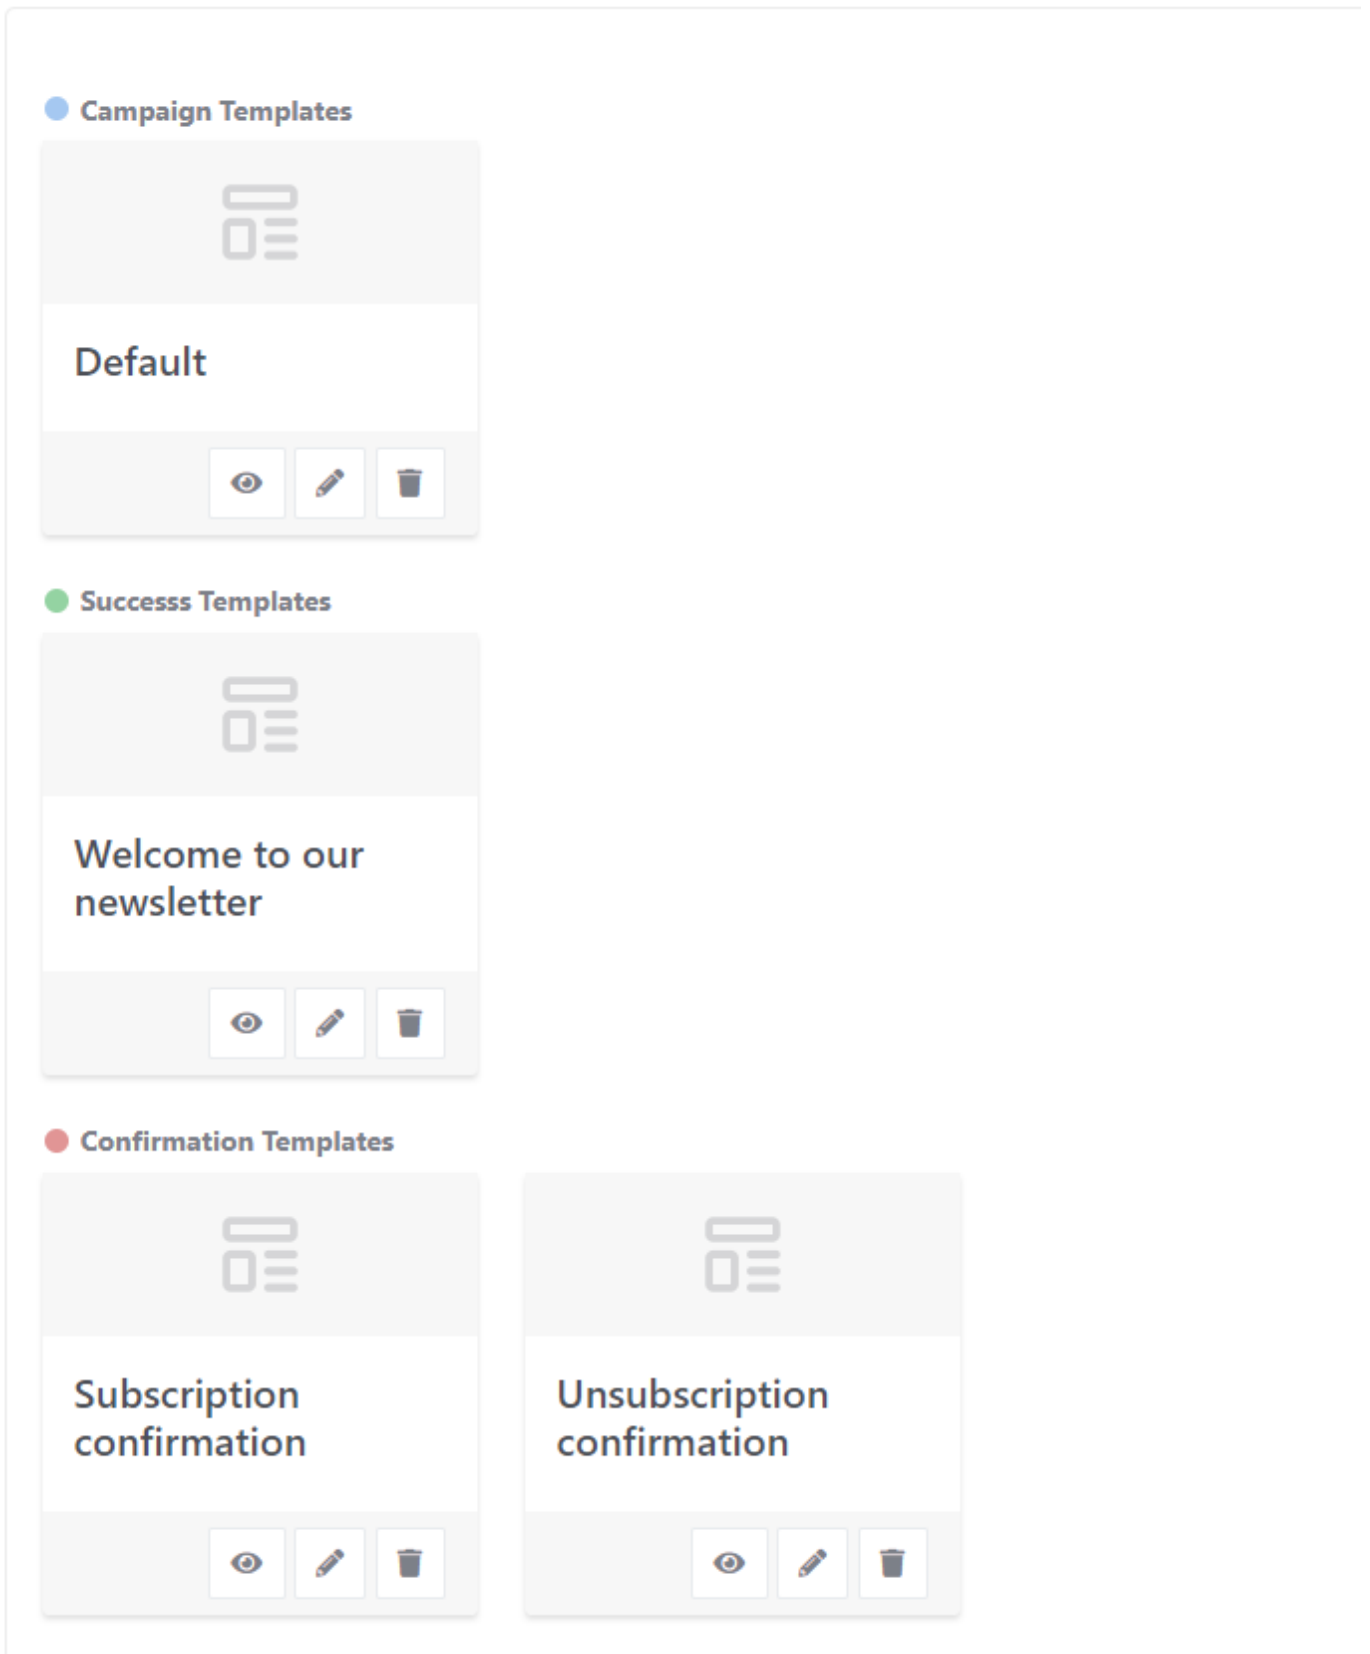 Campaign Templates
Default
Successs Templates
Welcome to our
newsletter
Confirmation Templates
Subscription
confirmation
Unsubscription
confirmation